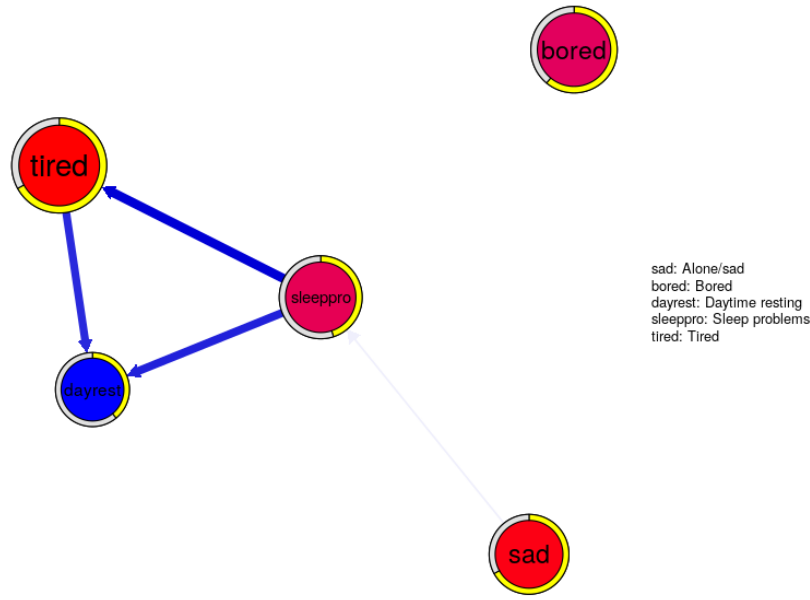 bored
tired
sleeppro
dayrest
sad
sad: Alone/sad
bored: Bored
dayrest: Daytime resting
sleeppro: Sleep problems
tired: Tired